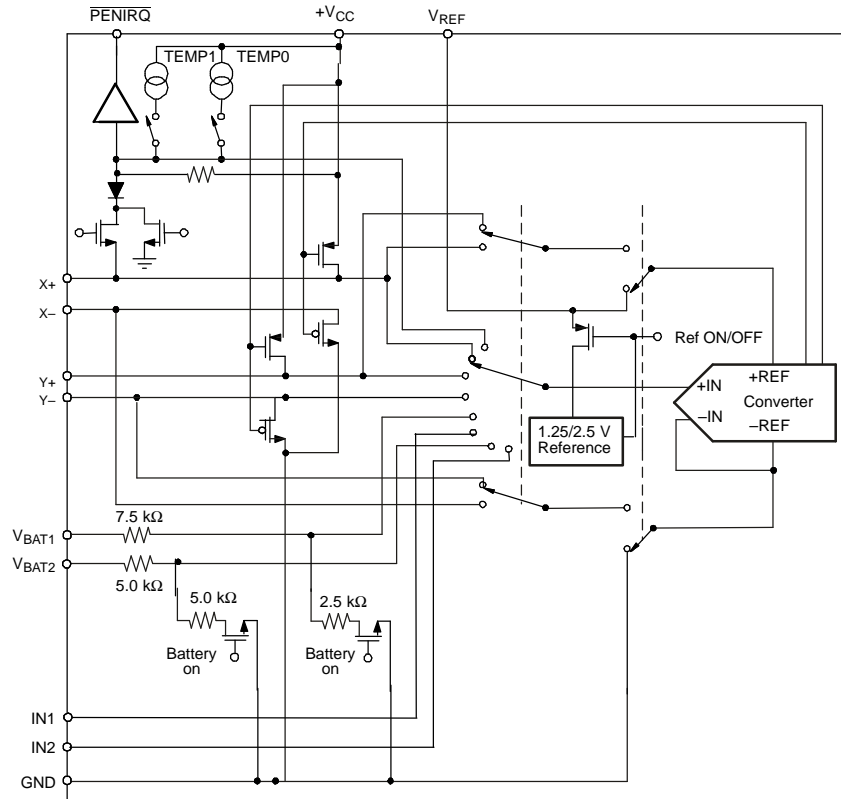 PENIRQ
+VCC
VREF
TEMP1
TEMP0
X+
X–
Ref ON/OFF
Y+
Y–
+IN
+REF
Converter
–IN
–REF
1.25/2.5 V
Reference
7.5 kΩ
VBAT1
VBAT2
5.0 kΩ
5.0 kΩ
2.5 kΩ
Battery
on
Battery
on
IN1
IN2
GND